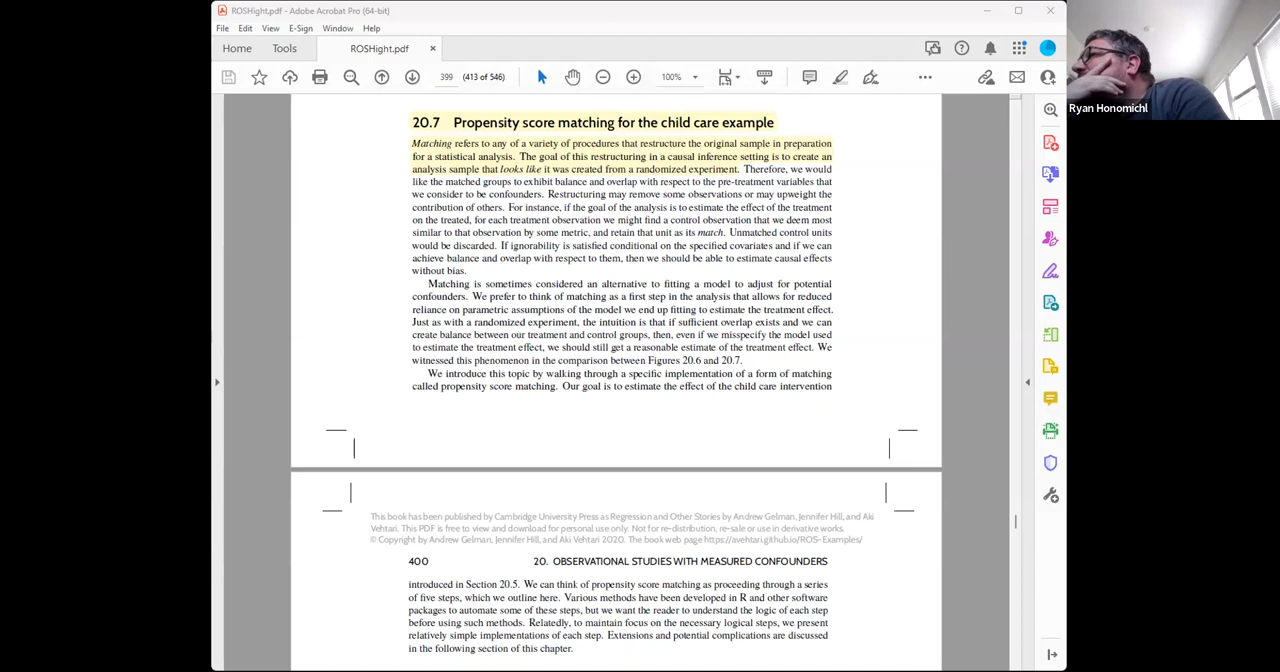 ROSHight.pdf - Adobe Acrobat Pro (64-bit)
File Edit View E-Sign Window Help
Home Tools ROSHight.pdf ×
399 (413 of 546) 100%
20.7 Propensity score matching for the child care example
Matching refers to any of a variety of procedures that restructure the original sample in preparation
for a statistical analysis. The goal of this restructuring in a causal inference setting is to create an
analysis sample that looks like it was created from a randomized experiment. Therefore, we would
like the matched groups to exhibit balance and overlap with respect to the pre-treatment variables that
we consider to be confounders. Restructuring may remove some observations or may upweight the
contribution of others. For instance, if the goal of the analysis is to estimate the effect of the treatment
on the treated, for each treatment observation we might find a control observation that we deem most
similar to that observation by some metric, and retain that unit as its match. Unmatched control units
would be discarded. If ignorability is satisfied conditional on the specified covariates and if we can
achieve balance and overlap with respect to them, then we should be able to estimate causal effects
without bias.
Matching is sometimes considered an alternative to fitting a model to adjust for potential
confounders. We prefer to think of matching as a first step in the analysis that allows for reduced
reliance on parametric assumptions of the model we end up fitting to estimate the treatment effect.
Just as with a randomized experiment, the intuition is that if sufficient overlap exists and we can
create balance between our treatment and control groups, then, even if we misspecify the model used
to estimate the treatment effect, we should still get a reasonable estimate of the treatment effect. We
witnessed this phenomenon in the comparison between Figures 20.6 and 20.7.
We introduce this topic by walking through a specific implementation of a form of matching
called propensity score matching. Our goal is to estimate the effect of the child care intervention
This book has been published by Cambridge University Press as Regression and Other Stories by Andrew Gelman, Jennifer Hill, and Aki
Vehtari. This PDF is free to view and download for personal use only. Not for re-distribution, re-sale or use in derivative works.
© Copyright by Andrew Gelman, Jennifer Hill, and Aki Vehtari 2020. The book web page https://avehtari.github.io/ROS-Examples/
400 20. OBSERVATIONAL STUDIES WITH MEASURED CONFOUNDERS
introduced in Section 20.5. We can think of propensity score matching as proceeding through a series
of five steps, which we outline here. Various methods have been developed in R and other software
packages to automate some of these steps, but we want the reader to understand the logic of each step
before using such methods. Relatedly, to maintain focus on the necessary logical steps, we present
relatively simple implementations of each step. Extensions and potential complications are discussed
in the following section of this chapter.
Ryan Honomichl